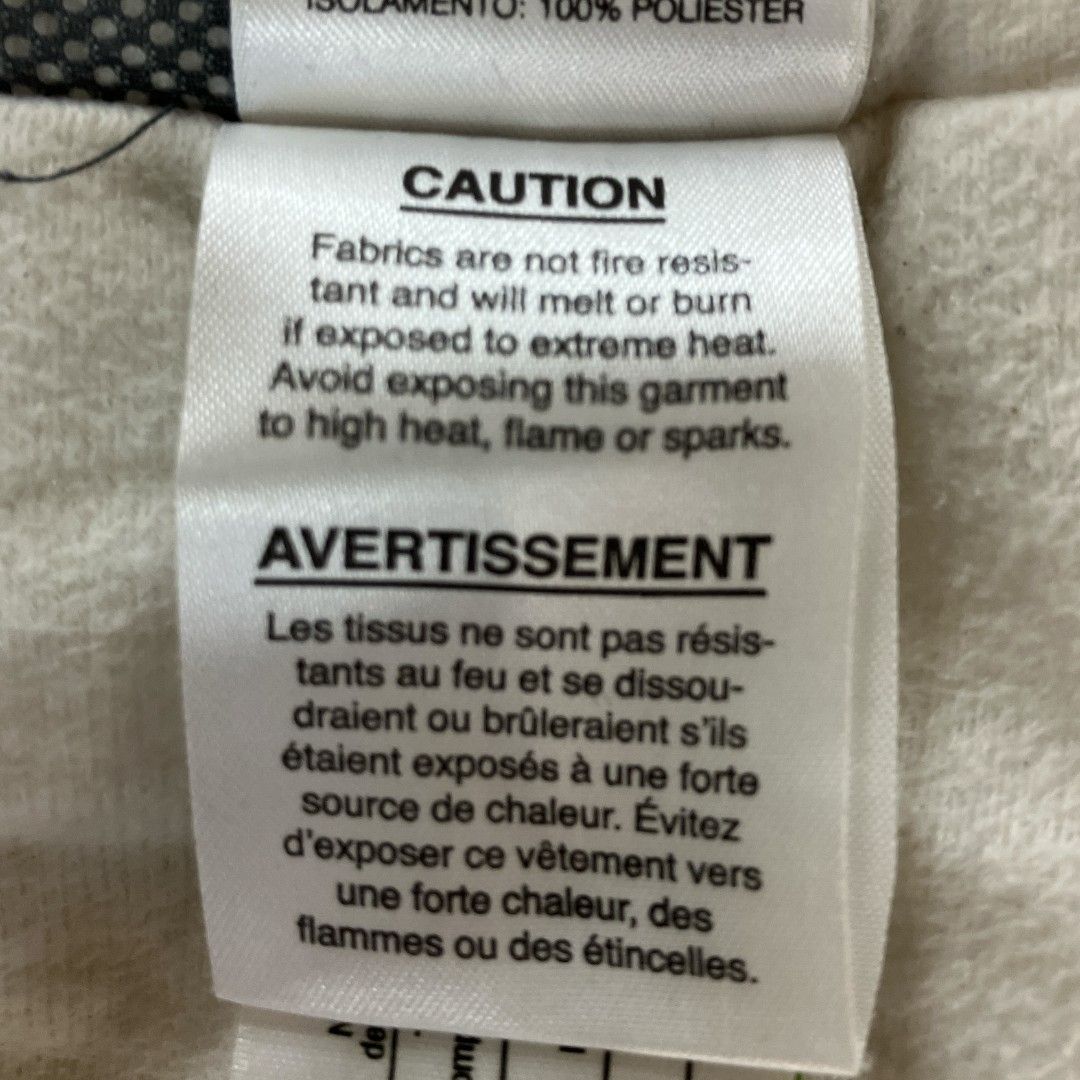 ISOLAMENTO: 100% POLIESTER
CAUTION
Fabrics are not fire resis-
tant and will melt or burn
if exposed to extreme heat.
Avoid exposing this garment
to high heat, flame or sparks.
AVERTISSEMENT
Les tissus ne sont pas résis-
tants au feu et se dissou-
draient ou brûleraient s'ils
étaient exposés à une forte
source de chaleur. Évitez
d'exposer ce vêtement vers
une forte chaleur, des
flammes ou des étincelles.